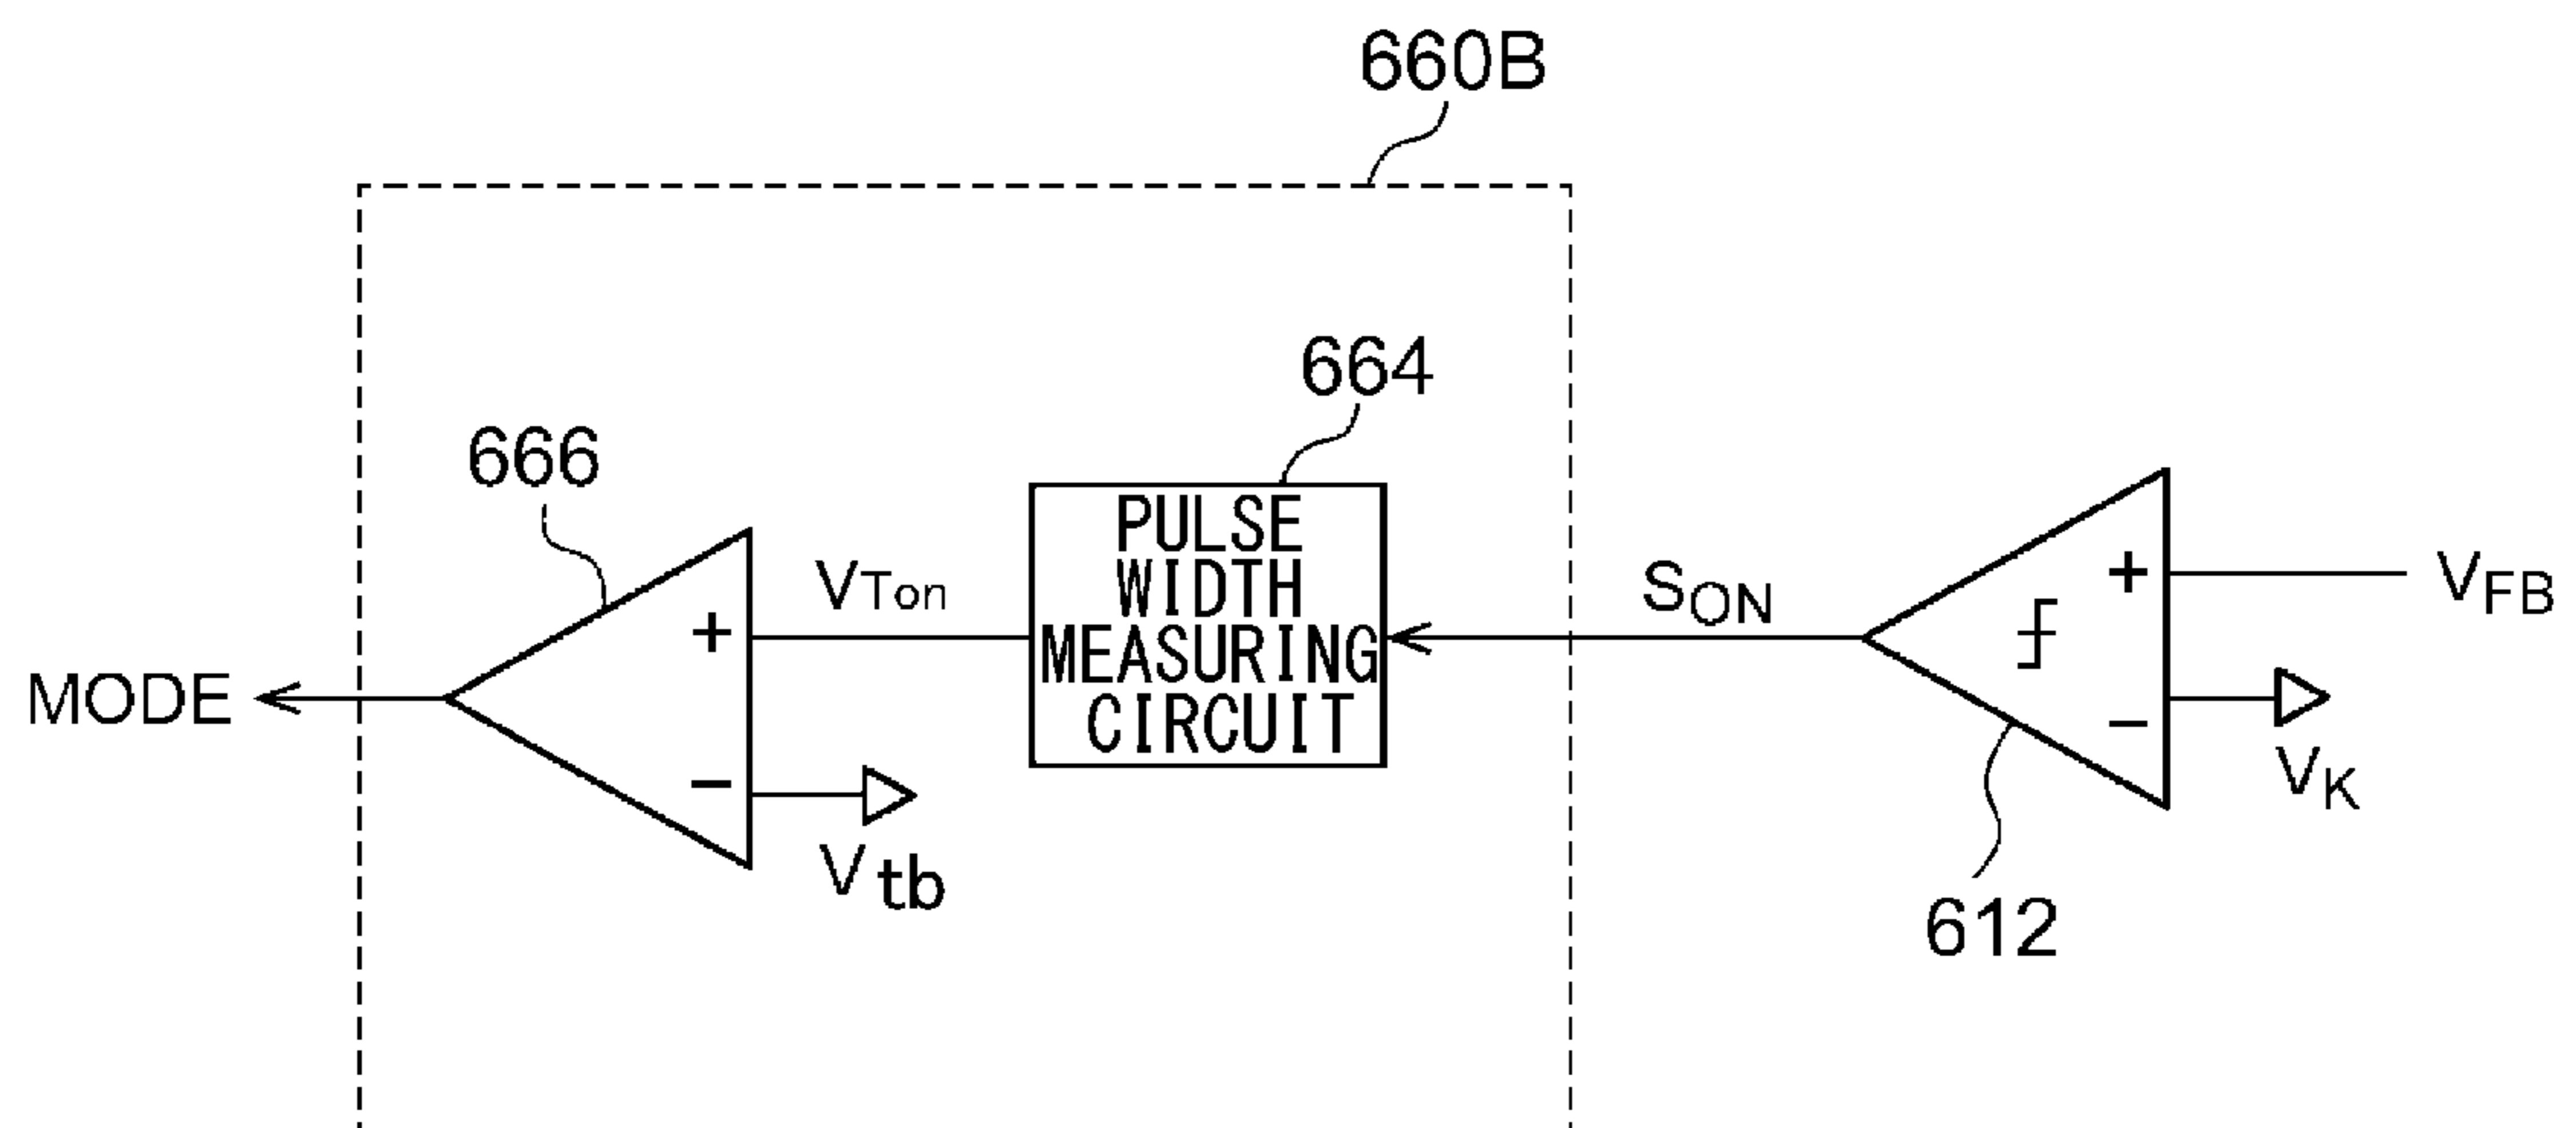 660B
664
666
PULSE
WIDTH
MEASURING
CIRCUIT
VTon
SON
+
VFB
+
MODE
−
VK
−
Vtb
612